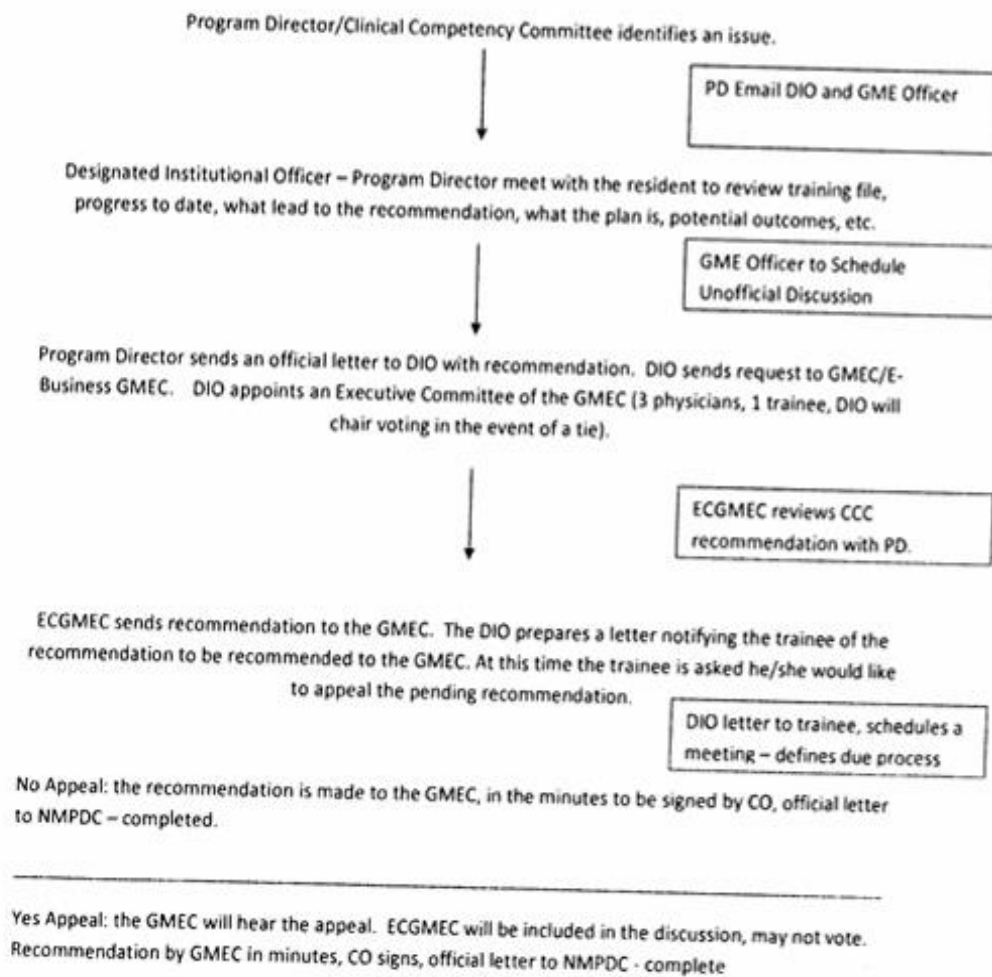 Program Director/Clinical Competency Committee identifies an issue.
PD Email DIO and GME Officer
Designated Institutional Officer – Program Director meet with the resident to review training file,
progress to date, what lead to the recommendation, what the plan is, potential outcomes, etc.
GME Officer to Schedule
Unofficial Discussion
Program Director sends an official letter to DIO with recommendation.  DIO sends request to GMEC/E-
Business GMEC.   DIO appoints an Executive Committee of the GMEC (3 physicians, 1 trainee, DIO will
chair voting in the event of a tie).
ECGMEC reviews CCC
recommendation with PD.
ECGMEC sends recommendation to the GMEC.  The DIO prepares a letter notifying the trainee of the
recommendation to be recommended to the GMEC. At this time the trainee is asked he/she would like
to appeal the pending recommendation.
DIO letter to trainee, schedules a
meeting – defines due process
No Appeal: the recommendation is made to the GMEC, in the minutes to be signed by CO, official letter
to NMPDC – completed.
Yes Appeal: the GMEC will hear the appeal.  ECGMEC will be included in the discussion, may not vote.
Recommendation by GMEC in minutes, CO signs, official letter to NMPDC - complete